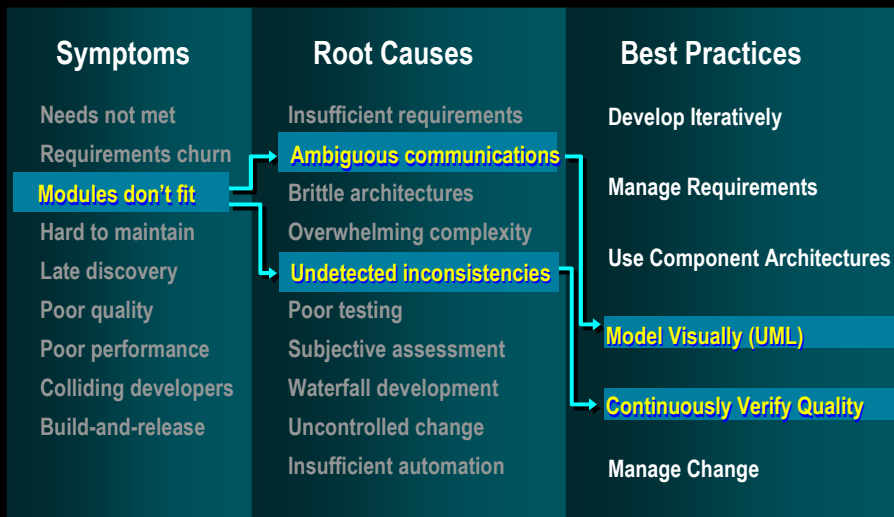 Symptoms
Needs not met
Requirements churn
Modules don't fit
Hard to maintain
Late discovery
Poor quality
Poor performance
Colliding developers
Build-and-release
Root Causes
Insufficient requirements
Ambiguous communications
Brittle architectures
Overwhelming complexity
Undetected inconsistencies
Poor testing
Subjective assessment
Waterfall development
Uncontrolled change
Insufficient automation
Best Practices
Develop Iteratively
Manage Requirements
Use Component Architectures
Model Visually (UML)
Continuously Verify Quality
Manage Change